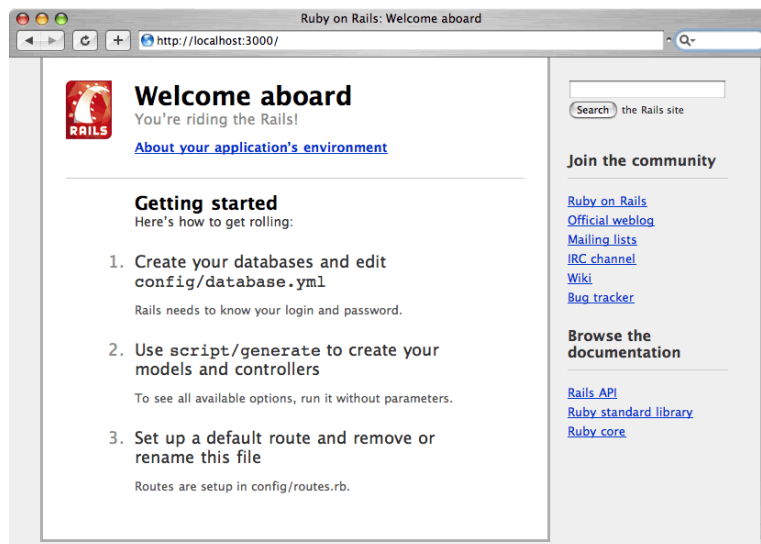 Ruby on Rails: Welcome aboard
http://localhost:3000/
RAILS
Welcome aboard
You're riding the Rails!
About your application's environment
Getting started
Here's how to get rolling:
1. Create your databases and edit
config/database.yml
Rails needs to know your login and password.
2. Use script/generate to create your
models and controllers
To see all available options, run it without parameters.
3. Set up a default route and remove or
rename this file
Routes are setup in config/routes.rb.
Search the Rails site
Join the community
Ruby on Rails
Official weblog
Mailing lists
IRC channel
Wiki
Bug tracker
Browse the
documentation
Rails API
Ruby standard library
Ruby core